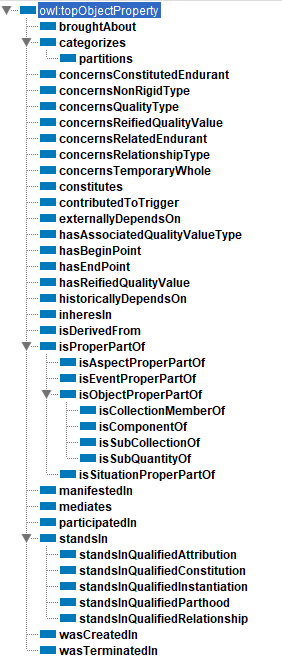 owl:topObjectProperty
broughtAbout
categorizes
partitions
concernsConstitutedEndurant
concernsNonRigidType
concernsQualityType
concernsReifiedQualityValue
concernsRelatedEndurant
concernsRelationshipType
concernsTemporaryWhole
constitutes
contributedToTrigger
externallyDependsOn
hasAssociatedQualityValueType
hasBeginPoint
hasEndPoint
hasReifiedQualityValue
historicallyDependsOn
inheresIn
isDerivedFrom
isProperPartOf
isAspectProperPartOf
isEventProperPartOf
isObjectProperPartOf
isCollectionMemberOf
isComponentOf
isSubCollectionOf
isSubQuantityOf
isSituationProperPartOf
manifestedIn
mediates
participatedIn
standsIn
standsInQualifiedAttribution
standsInQualifiedConstitution
standsInQualifiedInstantiation
standsInQualifiedParthood
standsInQualifiedRelationship
wasCreatedIn
wasTerminatedIn